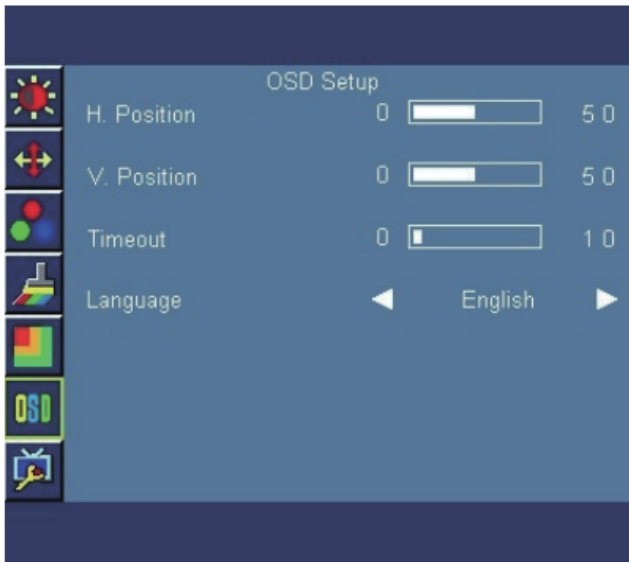 OSD Setup
H. Position 0 50
V. Position 0 50
Timeout 0 10
Language English
OSD